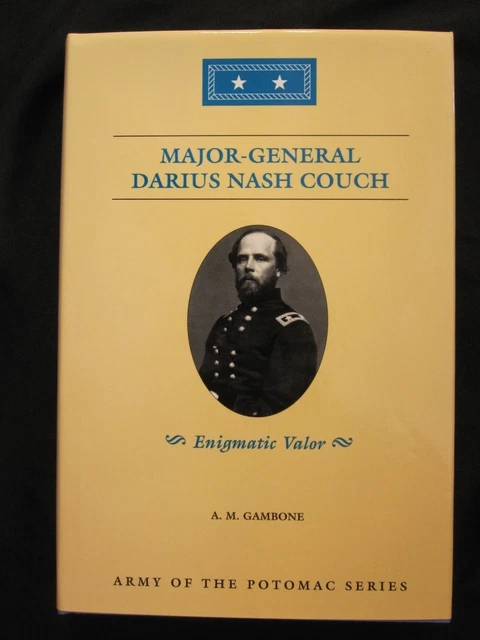 MAJOR-GENERAL
DARIUS NASH COUCH
Enigmatic Valor
A. M. GAMBONE
ARMY OF THE POTOMAC SERIES